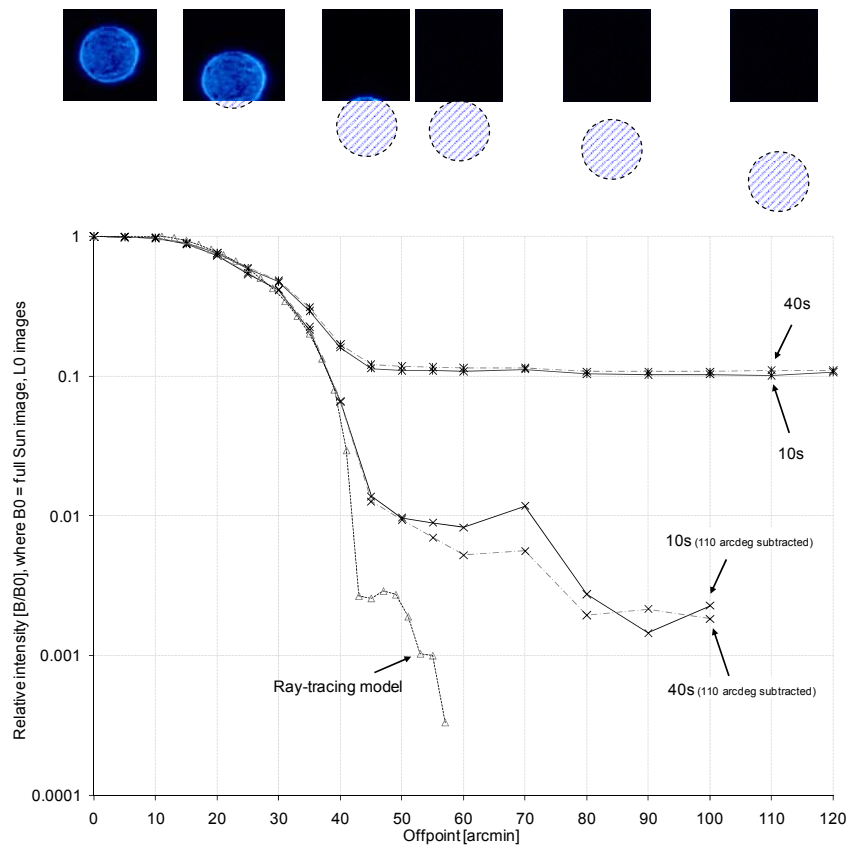 1
0.1
0.01
0.001
0.0001
Relative intensity [B/B0], where B0 = full Sun image, L0 images
40s
10s
10s (110 arcdeg subtracted)
40s (110 arcdeg subtracted)
Ray-tracing model
0 10 20 30 40 50 60 70 80 90 100 110 120
Offpoint [arcmin]